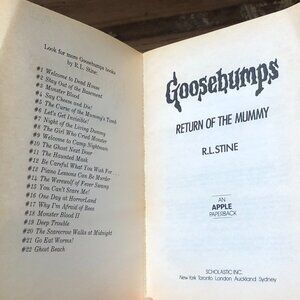 Look for more Goosebumps books
by R.L. Stine:
#1 Welcome to Dead House
#2 Stay Out of the Basement
#3 Monster Blood
#4 Say Cheese and Die!
#5 The Curse of the Mummy's Tomb
#6 Let's Get Invisible!
#7 Night of the Living Dummy
#8 The Girl Who Cried Monster
#9 Welcome to Camp Nightmare
#10 The Ghost Next Door
#11 The Haunted Mask
#12 Be Careful What You Wish For . . .
#13 Piano Lessons Can Be Murder
#14 The Werewolf of Fever Swamp
#15 You Can't Scare Me!
#16 One Day at HorrorLand
#17 Why I'm Afraid of Bees
#18 Monster Blood II
#19 Deep Trouble
#20 The Scarecrow Walks at Midnight
#21 Go Eat Worms!
#22 Ghost Beach
Goosebumps
RETURN OF THE MUMMY
R.L. STINE
AN
APPLE
PAPERBACK
SCHOLASTIC INC.
New York Toronto London Auckland Sydney